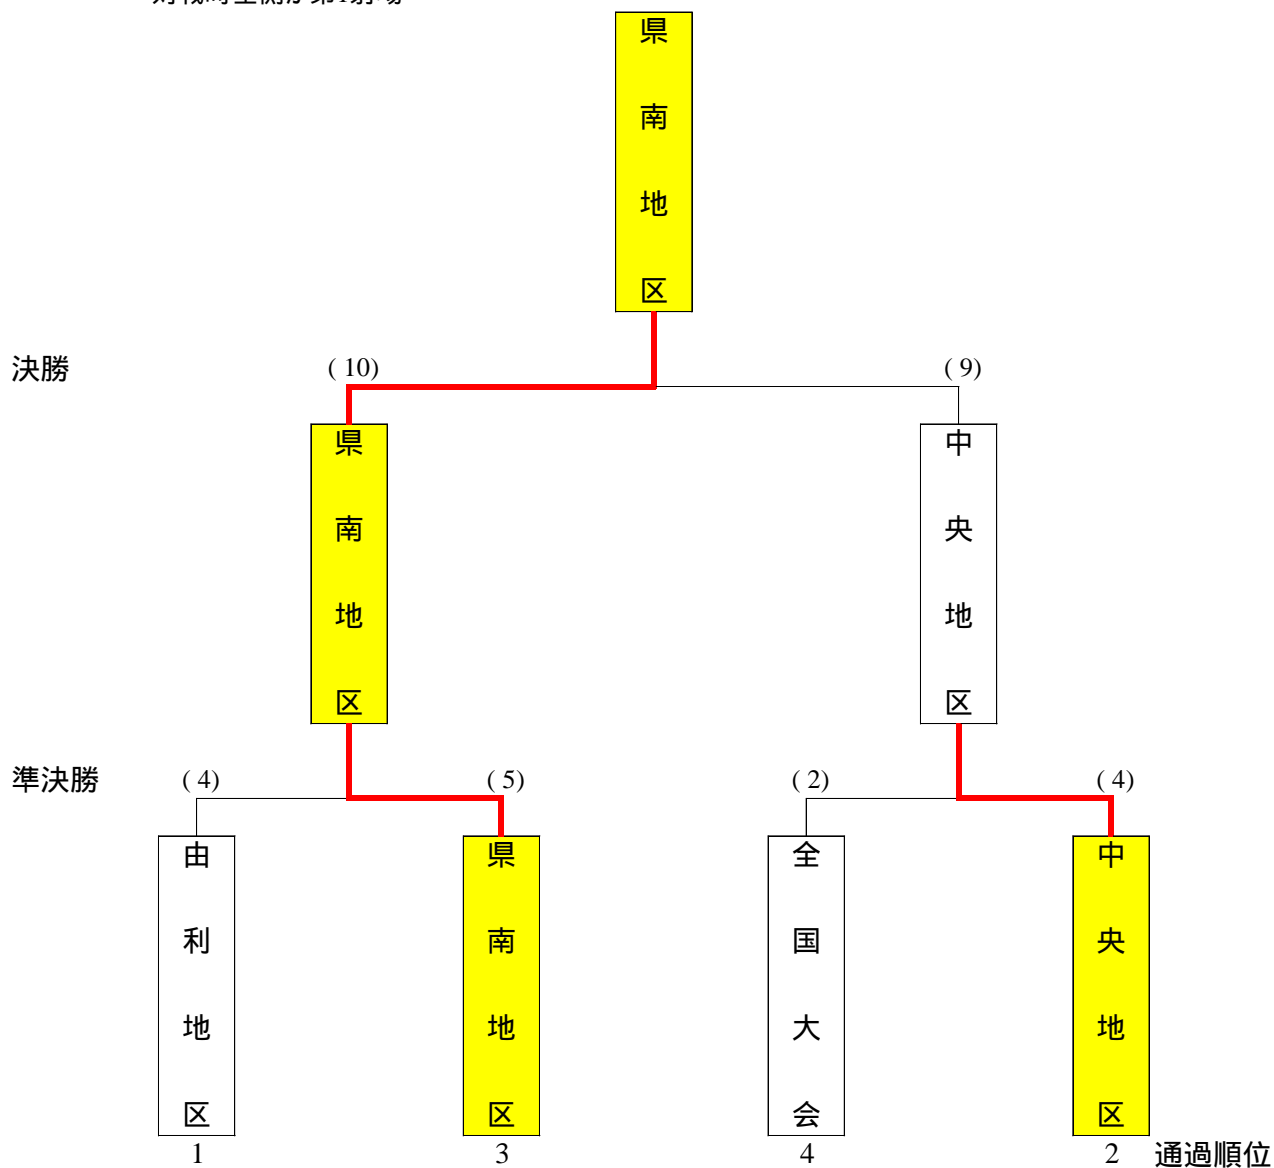 県南地区
決勝
( 10)
( 9)
県南地区
中央地区
準決勝
( 4)
( 5)
( 2)
( 4)
由利地区
県南地区
全国大会
中央地区
1
3
4
2
通過順位